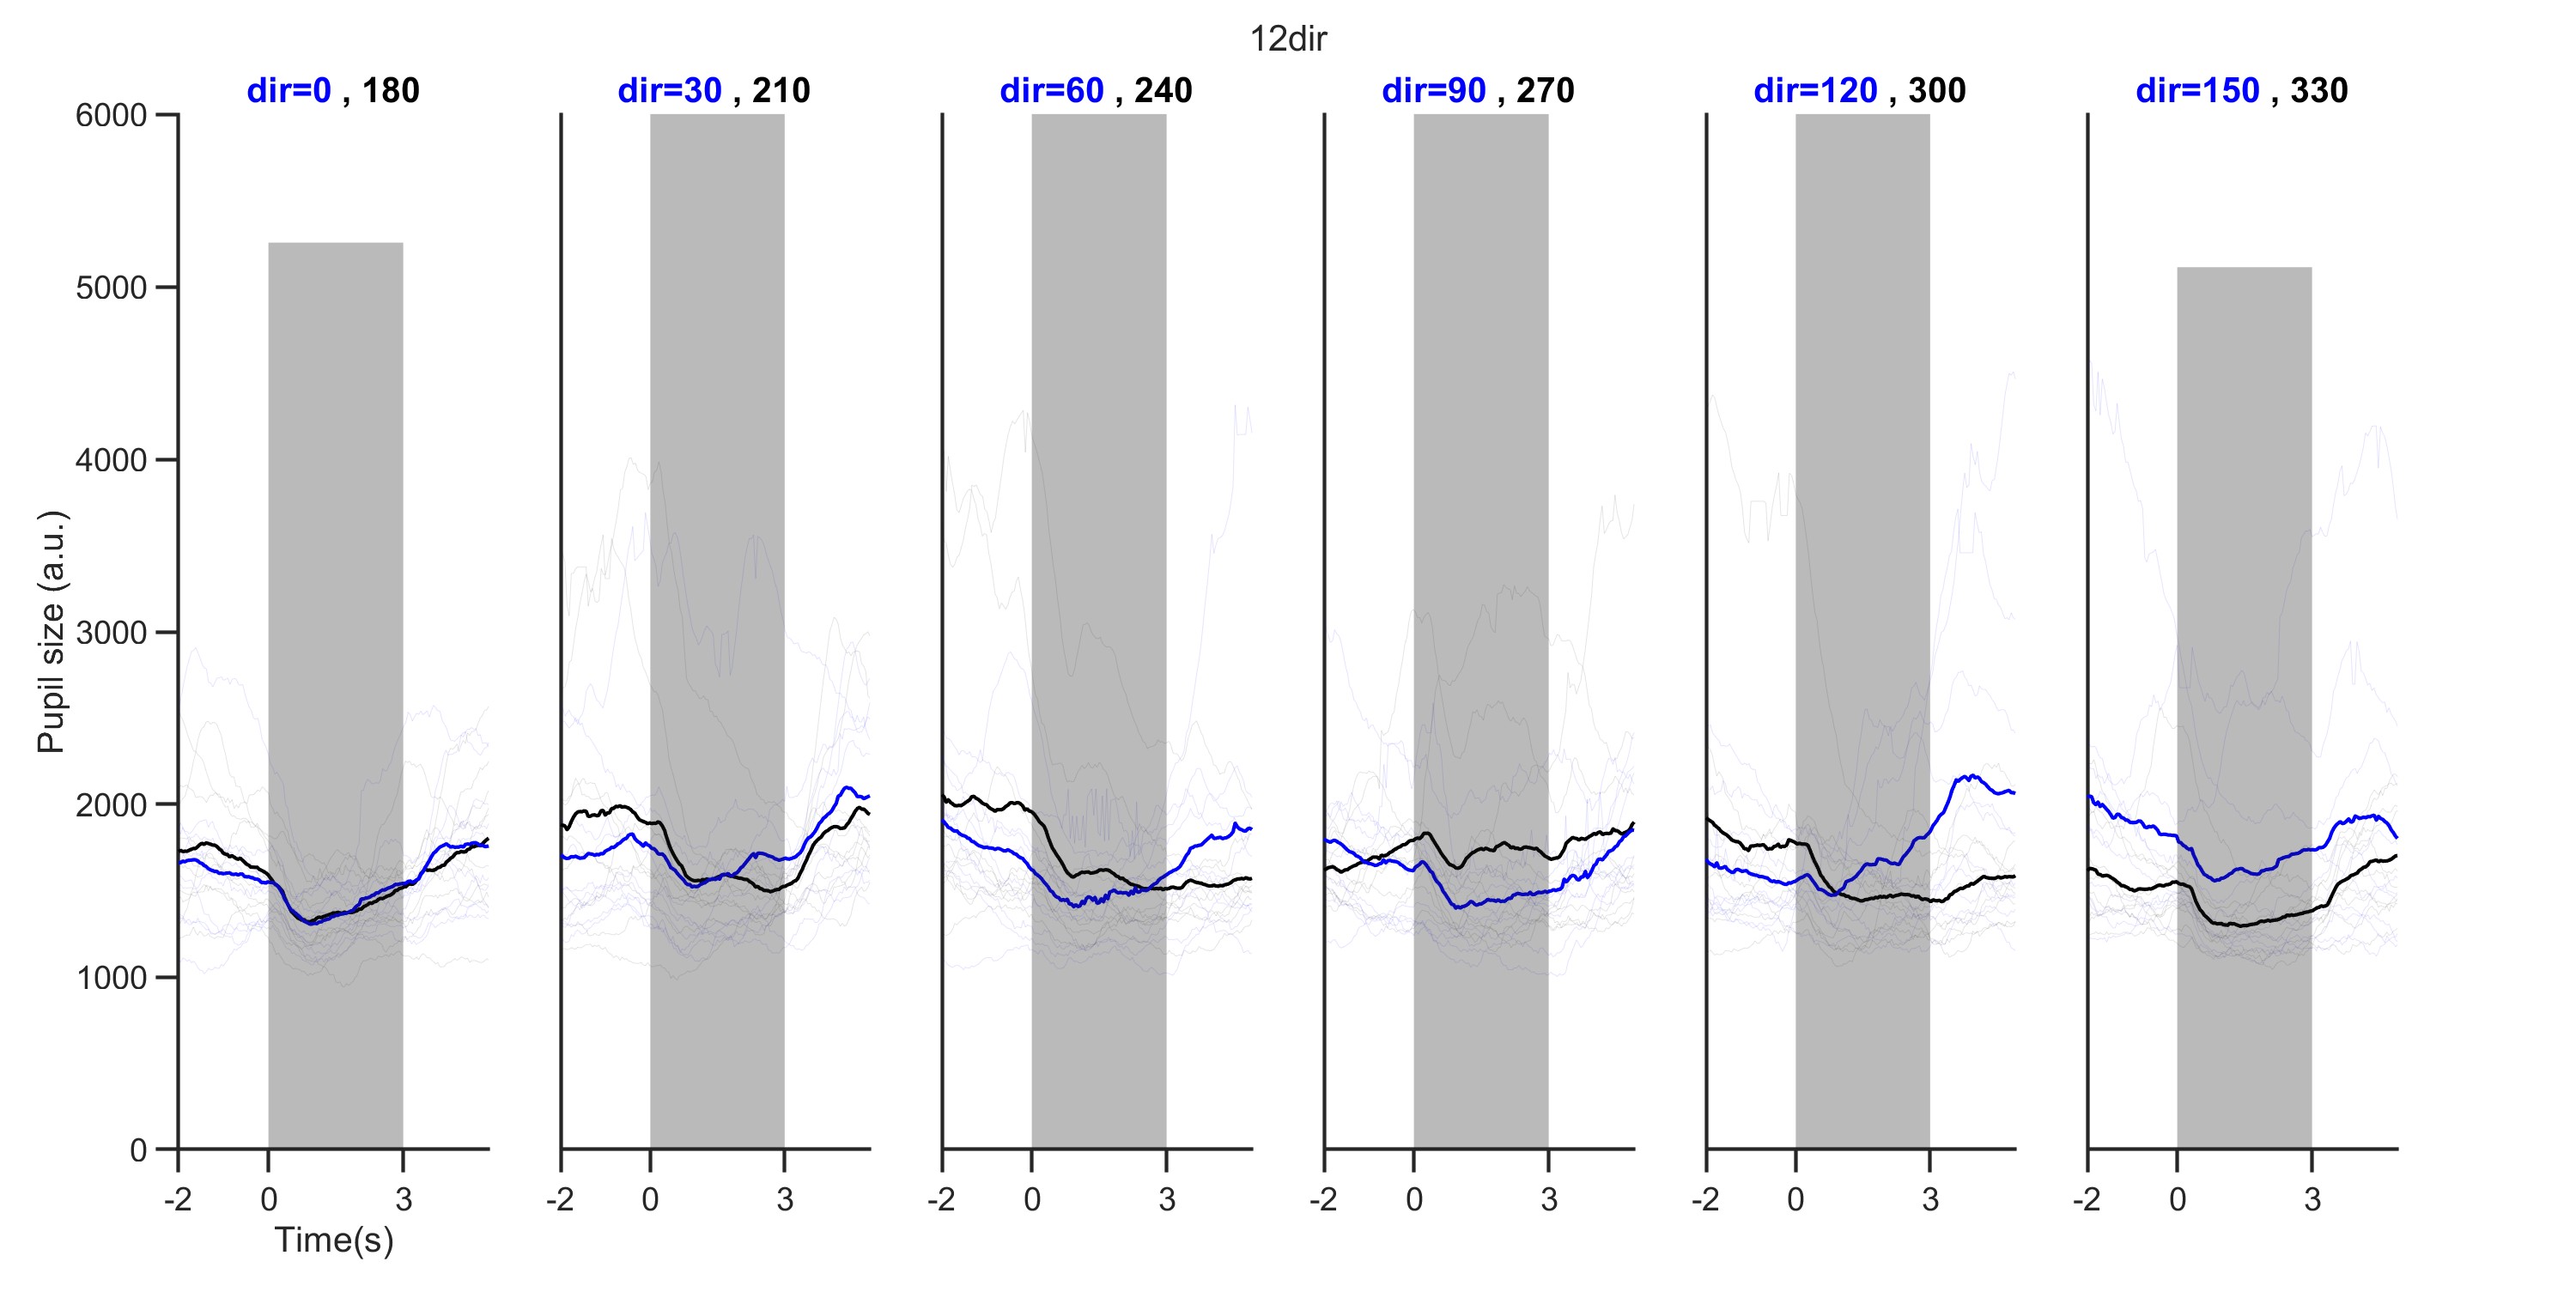 12dir
dir=0 , 180
dir=30 , 210
dir=60 , 240
dir=90 , 270
dir=120 , 300
dir=150 , 330
6000
5000
4000
3000
2000
1000
0
Pupil size (a.u.)
-2 0 3
-2 0 3
-2 0 3
-2 0 3
-2 0 3
-2 0 3
Time(s)